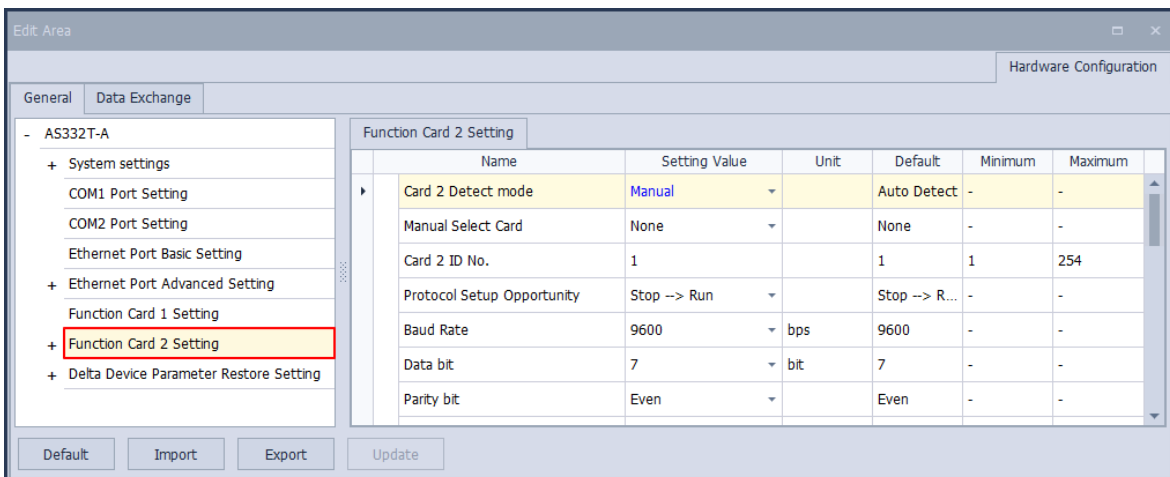 Edit Area
Hardware Configuration
General Data Exchange
- AS332T-A
+ System settings
COM1 Port Setting
COM2 Port Setting
Ethernet Port Basic Setting
+ Ethernet Port Advanced Setting
Function Card 1 Setting
+ Function Card 2 Setting
+ Delta Device Parameter Restore Setting
Function Card 2 Setting
Name Setting Value Unit Default Minimum Maximum
Card 2 Detect mode Manual Auto Detect - -
Manual Select Card None None - -
Card 2 ID No. 1 1 1 254
Protocol Setup Opportunity Stop --> Run Stop --> R... - -
Baud Rate 9600 bps 9600 - -
Data bit 7 bit 7 - -
Parity bit Even Even - -
Default Import Export Update